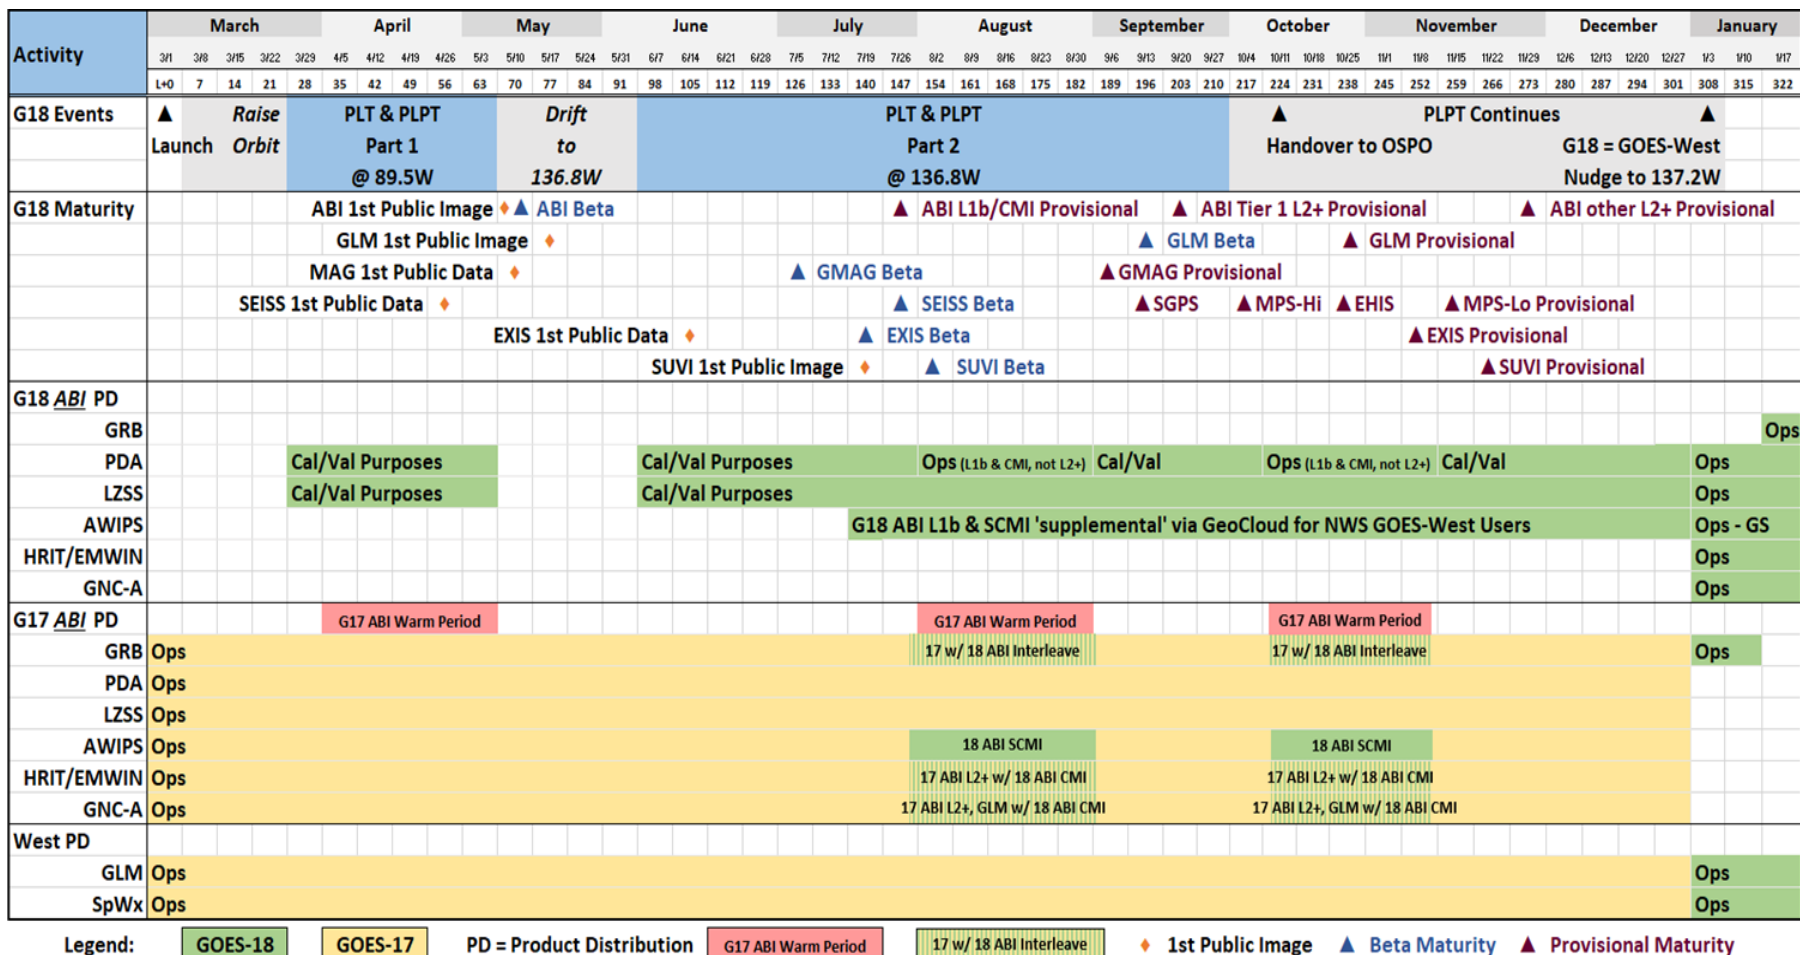 March April May June July August September October November December January
Activity 3/1 3/8 3/15 3/22 3/29 4/5 4/12 4/19 4/26 5/3 5/10 5/17 5/24 5/31 6/7 6/14 6/21 6/28 7/5 7/12 7/19 7/26 8/2 8/9 8/16 8/23 8/30 9/6 9/13 9/20 9/27 10/4 10/11 10/18 10/25 11/1 11/8 11/22 11/29 12/6 12/13 12/20 12/27 1/3 1/10 1/17
L+0 7 14 21 28 35 42 49 56 63 70 77 84 91 98 105 112 119 126 133 140 147 154 161 168 175 182 189 196 203 210 217 224 231 238 245 252 259 266 273 280 287 294 301 308 315 322
G18 Events ▲ Raise PLT & PLPT Drift PLT & PLPT ▲ PLPT Continues ▲
Launch Orbit Part 1 to Part 2 Handover to OSPO G18 = GOES-West
@ 89.5W 136.8W @ 136.8W Nudge to 137.2W
G18 Maturity ABI 1st Public Image ♦ ▲ ABI Beta ▲ ABI L1b/CMI Provisional ▲ ABI Tier 1 L2+ Provisional ▲ ABI other L2+ Provisional
GLM 1st Public Image ♦ ▲ GLM Beta ▲ GLM Provisional
MAG 1st Public Data ♦ ▲ GMAG Beta ▲ GMAG Provisional
SEISS 1st Public Data ♦ ▲ SEISS Beta ▲ SGPS ▲ MPS-Hi ▲ EHIS ▲ MPS-Lo Provisional
EXIS 1st Public Data ♦ ▲ EXIS Beta ▲ EXIS Provisional
SUVI 1st Public Image ♦ ▲ SUVI Beta ▲ SUVI Provisional
G18 ABI PD
GRB Ops
PDA Cal/Val Purposes Cal/Val Purposes Ops (L1b & CMI, not L2+) Cal/Val Ops (L1b & CMI, not L2+) Cal/Val Ops
LZSS Cal/Val Purposes Cal/Val Purposes Ops
AWIPS G18 ABI L1b & SCMI 'supplemental' via GeoCloud for NWS GOES-West Users Ops - GS
HRIT/EMWIN Ops
GNC-A Ops
G17 ABI PD G17 ABI Warm Period G17 ABI Warm Period G17 ABI Warm Period
GRB Ops 17 w/ 18 ABI Interleave 17 w/ 18 ABI Interleave Ops
PDA Ops
LZSS Ops
AWIPS Ops 18 ABI SCMI 18 ABI SCMI
HRIT/EMWIN Ops 17 ABI L2+ w/ 18 ABI CMI 17 ABI L2+ w/ 18 ABI CMI
GNC-A Ops 17 ABI L2+, GLM w/ 18 ABI CMI 17 ABI L2+, GLM w/ 18 ABI CMI
West PD
GLM Ops Ops
SpWx Ops Ops
Legend: GOES-18 GOES-17 PD = Product Distribution G17 ABI Warm Period 17 w/ 18 ABI Interleave ♦ 1st Public Image ▲ Beta Maturity ▲ Provisional Maturity